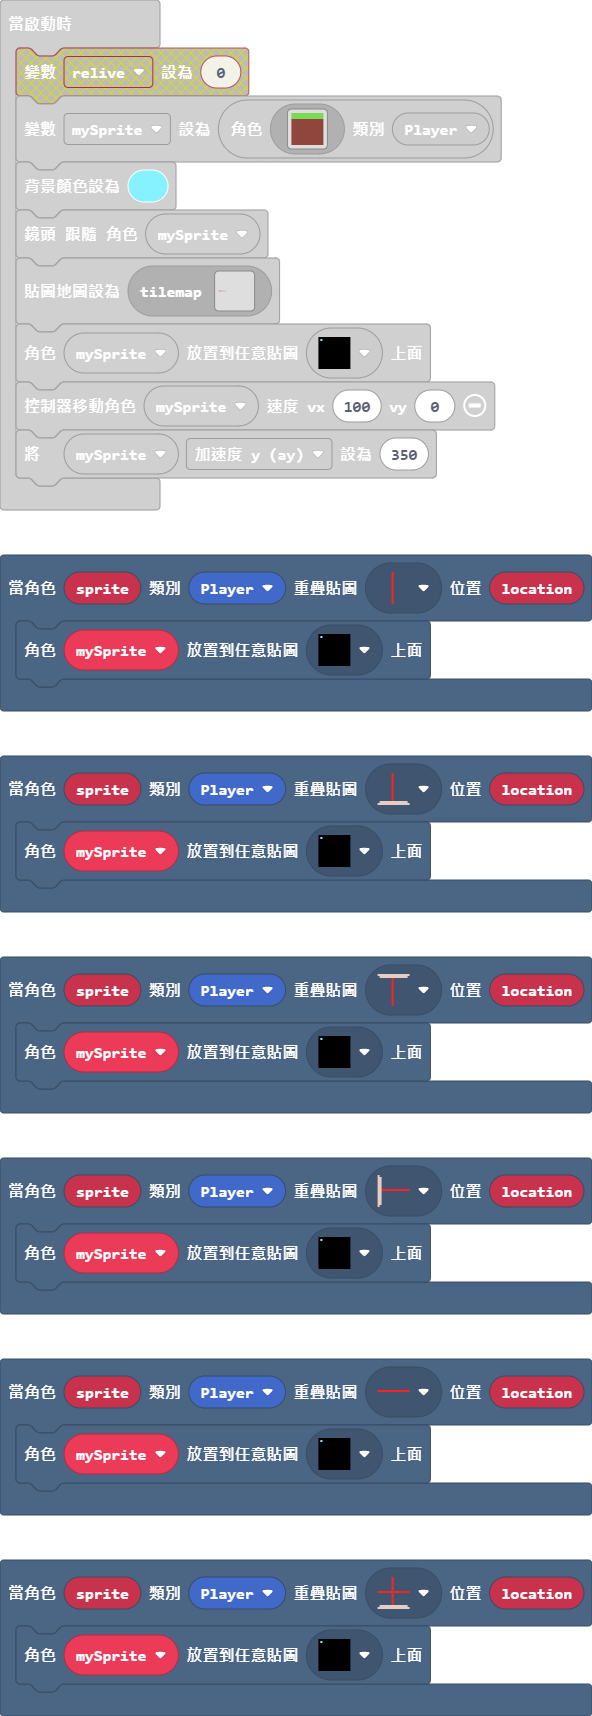 當啟動時
變數 relive 設為 0
變數 mySprite 設為 角色 類別 Player
背景顏色設為
鏡頭 跟隨 角色 mySprite
貼圖地圖設為 tilemap
角色 mySprite 放置到任意貼圖 上面
控制器移動角色 mySprite 速度 vx 100 vy 0
將 mySprite 加速度 y (ay) 設為 350
當角色 sprite 類別 Player 重疊貼圖 位置 location
角色 mySprite 放置到任意貼圖 上面
當角色 sprite 類別 Player 重疊貼圖 位置 location
角色 mySprite 放置到任意貼圖 上面
當角色 sprite 類別 Player 重疊貼圖 位置 location
角色 mySprite 放置到任意貼圖 上面
當角色 sprite 類別 Player 重疊貼圖 位置 location
角色 mySprite 放置到任意貼圖 上面
當角色 sprite 類別 Player 重疊貼圖 位置 location
角色 mySprite 放置到任意貼圖 上面
當角色 sprite 類別 Player 重疊貼圖 位置 location
角色 mySprite 放置到任意貼圖 上面